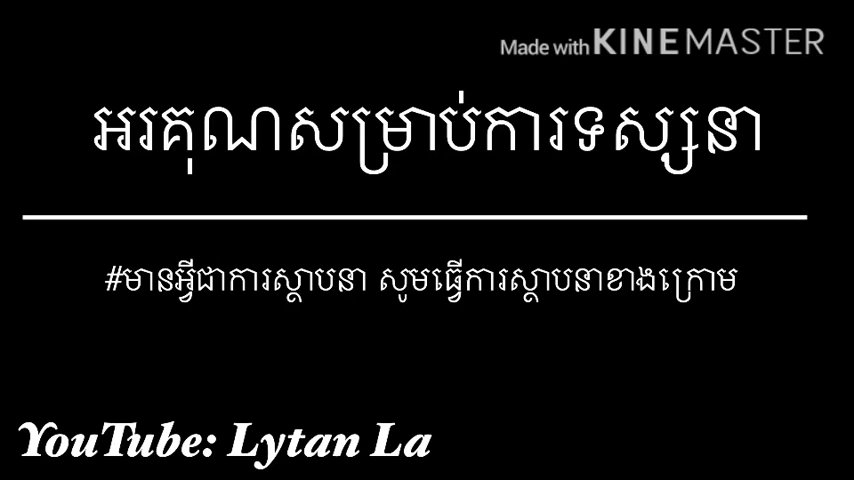 Made with KINEMASTER
អរគុណសម្រាប់ការទស្សនា
#មានអ្វីជាការស្ថាបនា សូមធ្វើការស្ថាបនាខាងក្រោម
YouTube: Lytan La